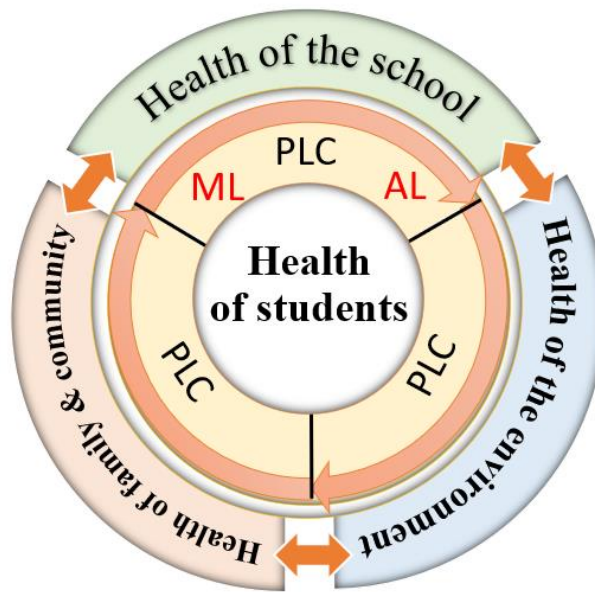 Health of the school
PLC
ML
AL
Health
of students
PLC
PLC
Health of family & community
Health of the environment